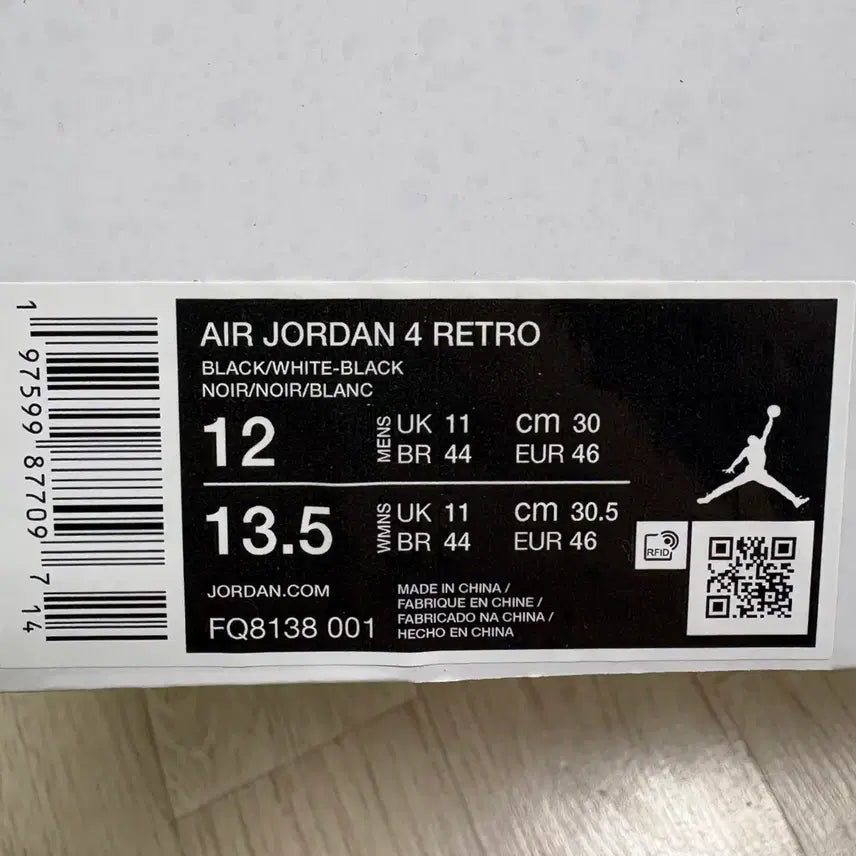 AIR JORDAN 4 RETRO
BLACK/WHITE-BLACK
NOIR/NOIR/BLANC
12 MENS UK 11 cm 30
BR 44 EUR 46
13.5 WMNS UK 11 cm 30.5
BR 44 EUR 46
RFID
JORDAN.COM
FQ8138 001
MADE IN CHINA /
FABRIQUE EN CHINE /
FABRICADO NA CHINA /
HECHO EN CHINA
1 97599 87709 7 14